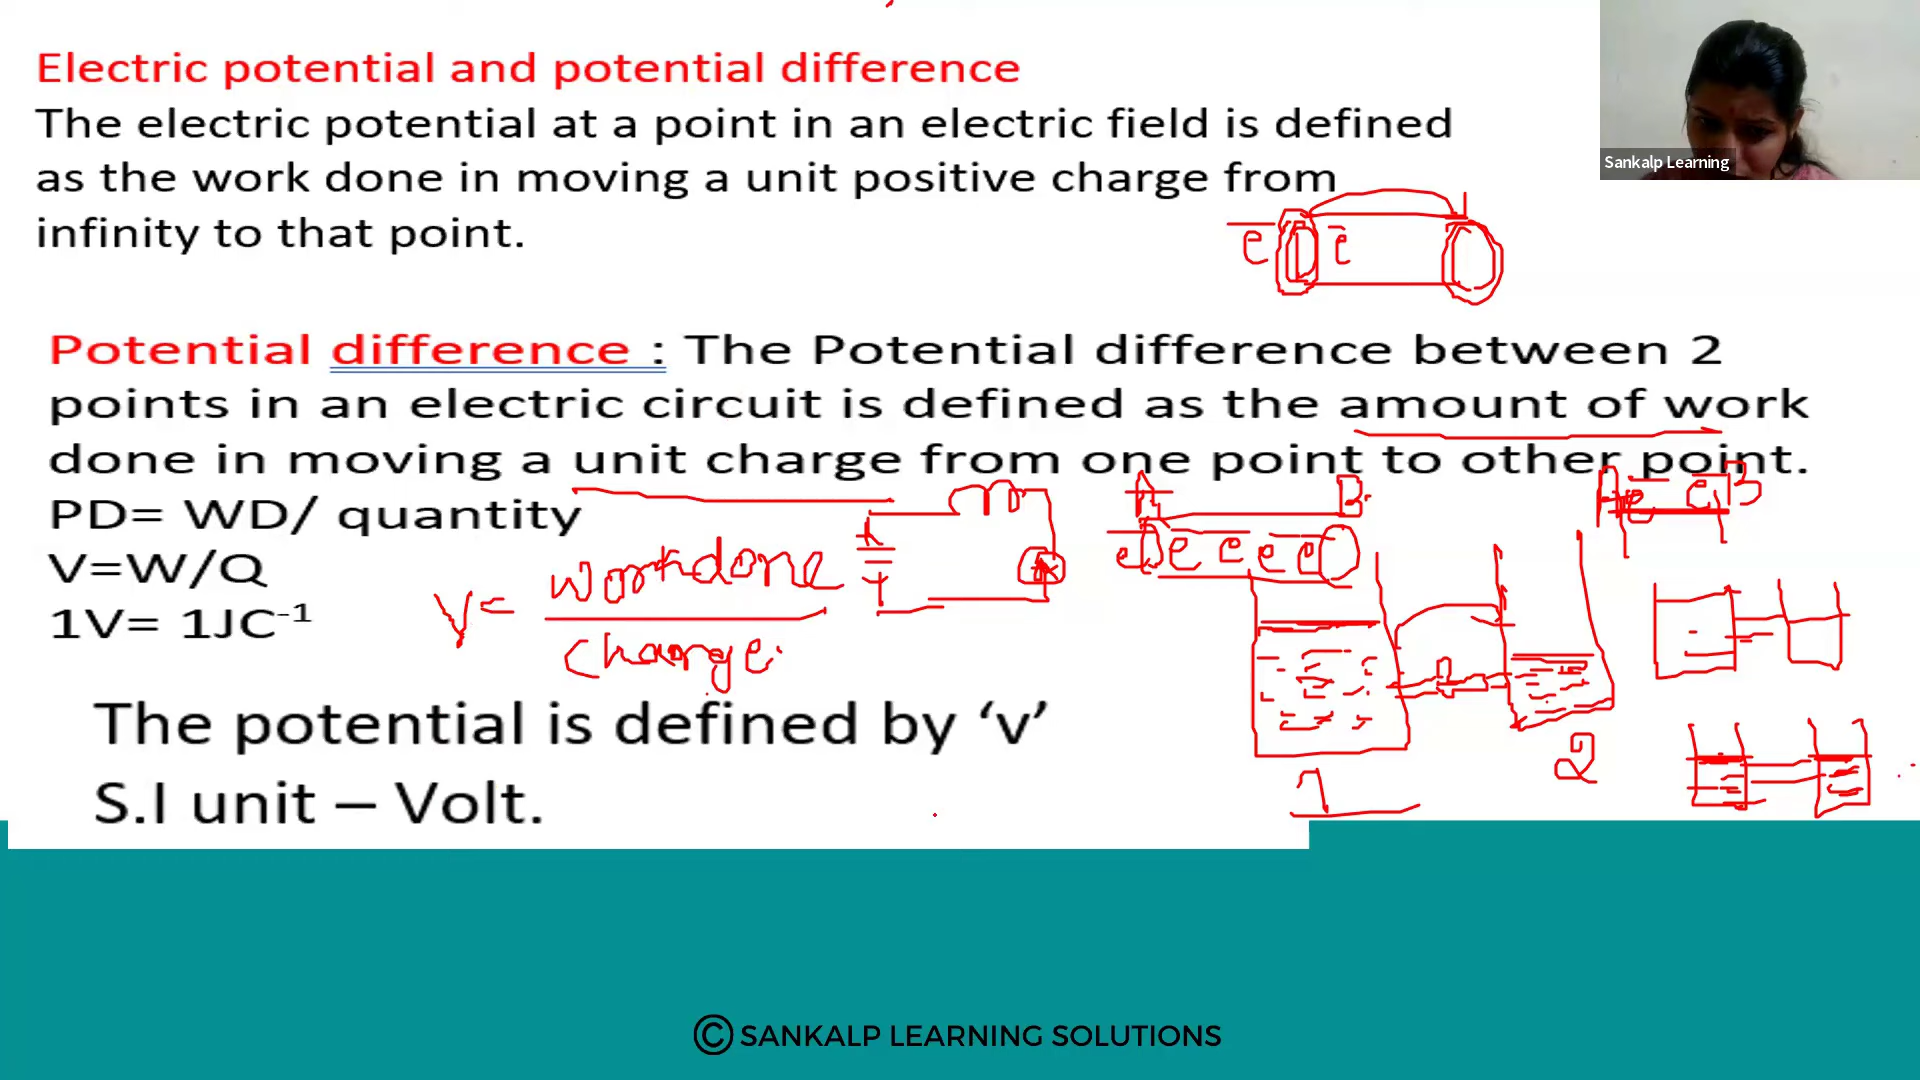 Electric potential and potential difference
The electric potential at a point in an electric field is defined
as the work done in moving a unit positive charge from
infinity to that point.
Sankalp Learning
e e
Potential difference : The Potential difference between 2
points in an electric circuit is defined as the amount of work
done in moving a unit charge from one point to other point.
PD= WD/ quantity
V=W/Q
1V= 1JC⁻¹
V= workdone
charge
A B
e e e e e
A e e B
1 2
The potential is defined by ‘v’
S.I unit – Volt.
© SANKALP LEARNING SOLUTIONS